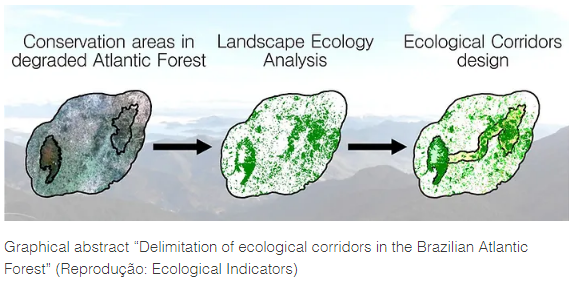 Conservation areas in
degraded Atlantic Forest
Landscape Ecology
Analysis
Ecological Corridors
design
Graphical abstract “Delimitation of ecological corridors in the Brazilian Atlantic
Forest” (Reprodução: Ecological Indicators)